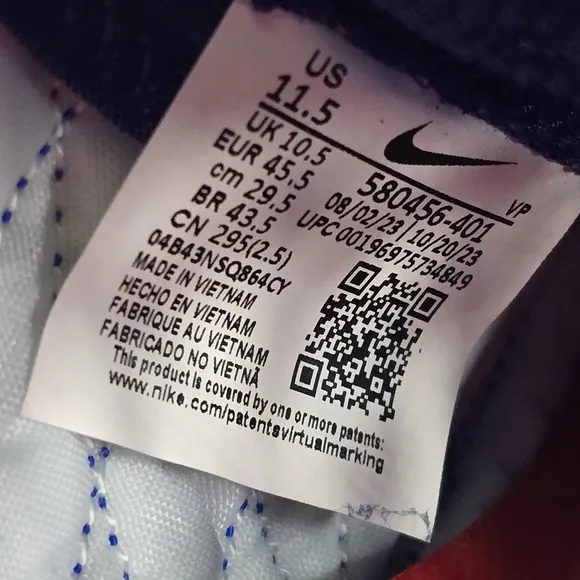 US
11.5
UK 10.5
EUR 45.5
cm 29.5
BR 43.5
CN 295(2.5)
04B43NSQ864CY
MADE IN VIETNAM
HECHO EN VIETNAM
FABRIQUE AU VIETNAM
FABRICADO NO VIETNÃ
This product is covered by one or more patents:
www.nike.com/patentsvirtualmarking
580456-401
VP
08/02/23 | 10/20/23
UPC00196975734849